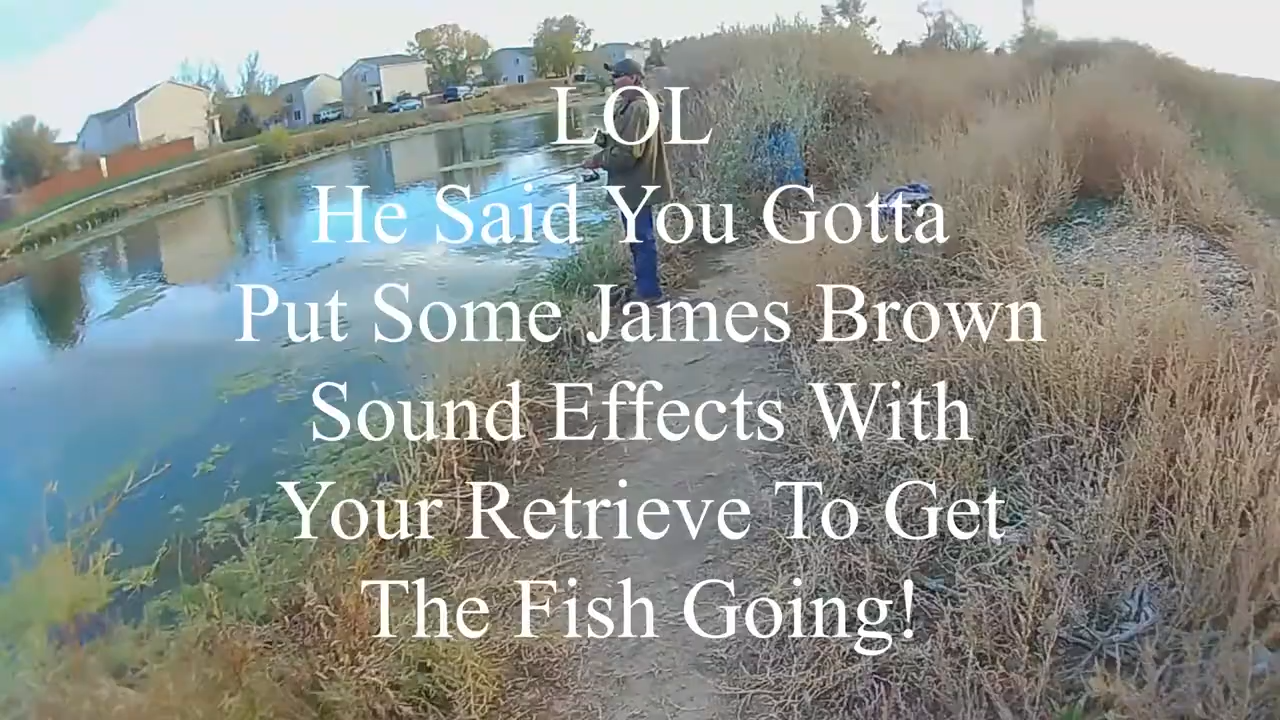 LOL
He Said You Gotta
Put Some James Brown
Sound Effects With
Your Retrieve To Get
The Fish Going!